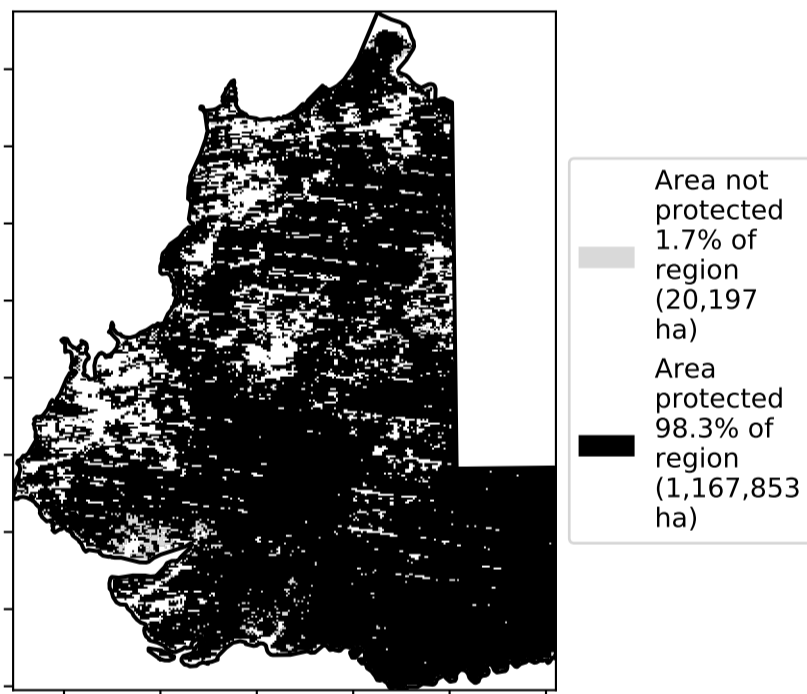 Area not
protected
1.7% of
region
(20,197
ha)
Area
protected
98.3% of
region
(1,167,853
ha)